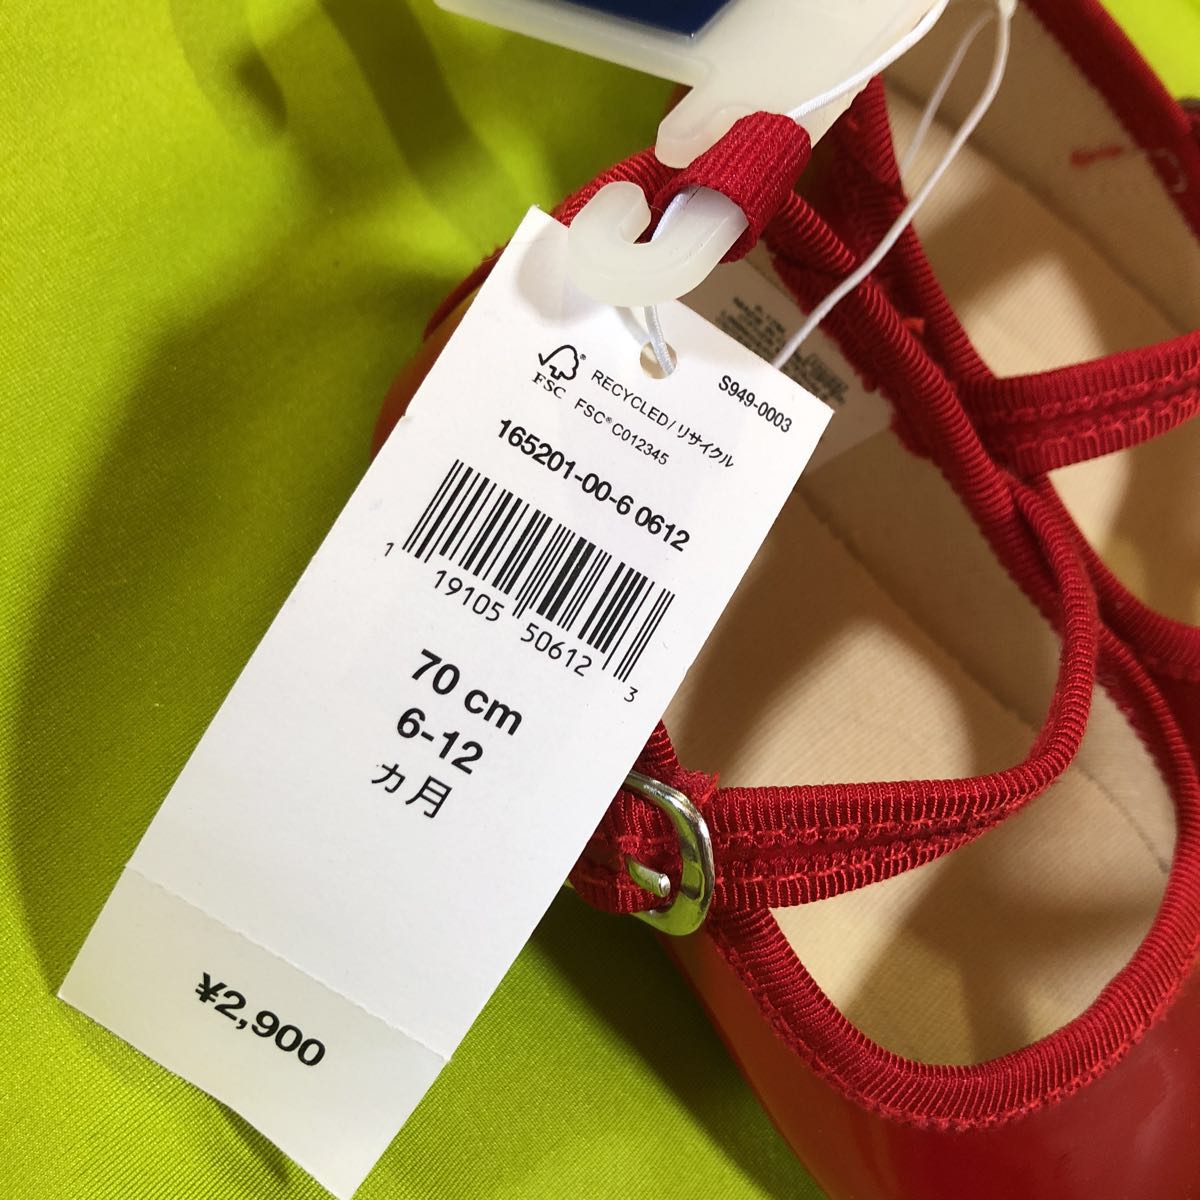 S949-0003
RECYCLED/リサイクル
FSC FSC® C012345
165201-00-6 0612
1 19105 50612 3
70 cm
6-12
カ月
¥2,900